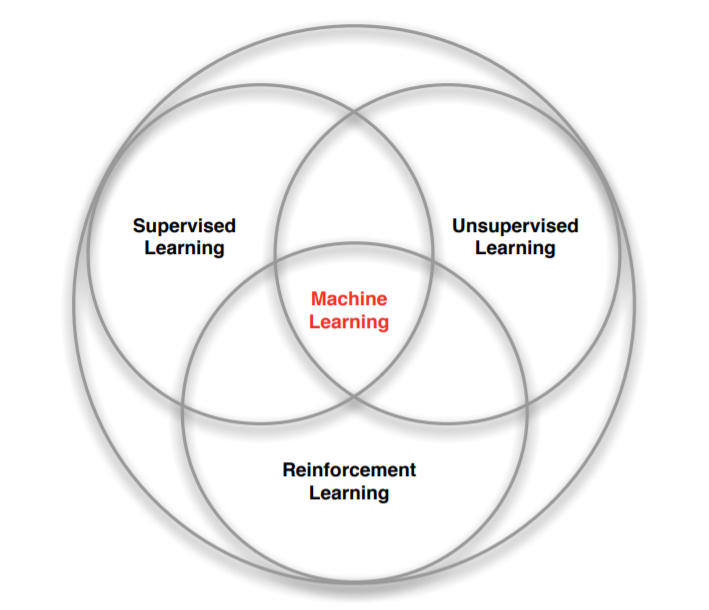 Supervised
Learning
Unsupervised
Learning
Machine
Learning
Reinforcement
Learning